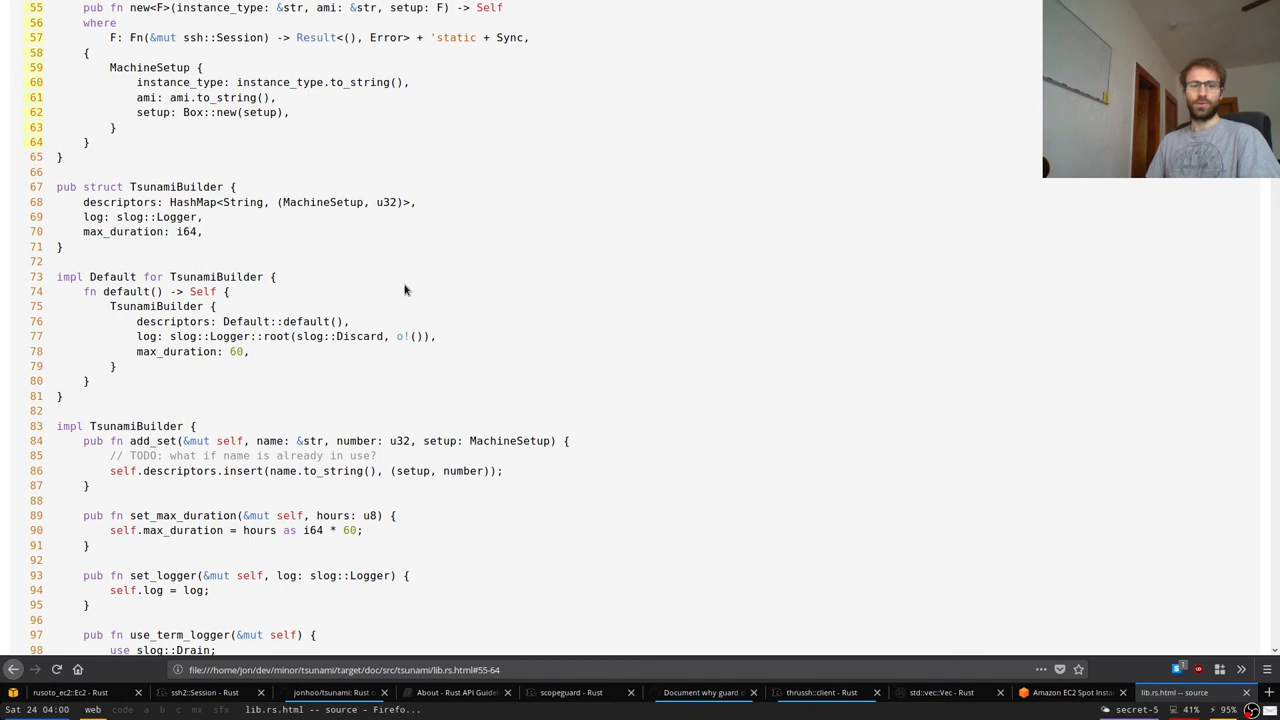 55 pub fn new<F>(instance_type: &str, ami: &str, setup: F) -> Self
56 where
57 F: Fn(&mut ssh::Session) -> Result<(), Error> + 'static + Sync,
58 {
59 MachineSetup {
60 instance_type: instance_type.to_string(),
61 ami: ami.to_string(),
62 setup: Box::new(setup),
63 }
64 }
65 }
66
67 pub struct TsunamiBuilder {
68 descriptors: HashMap<String, (MachineSetup, u32)>,
69 log: slog::Logger,
70 max_duration: i64,
71 }
72
73 impl Default for TsunamiBuilder {
74 fn default() -> Self {
75 TsunamiBuilder {
76 descriptors: Default::default(),
77 log: slog::Logger::root(slog::Discard, o!()),
78 max_duration: 60,
79 }
80 }
81 }
82
83 impl TsunamiBuilder {
84 pub fn add_set(&mut self, name: &str, number: u32, setup: MachineSetup) {
85 // TODO: what if name is already in use?
86 self.descriptors.insert(name.to_string(), (setup, number));
87 }
88
89 pub fn set_max_duration(&mut self, hours: u8) {
90 self.max_duration = hours as i64 * 60;
91 }
92
93 pub fn set_logger(&mut self, log: slog::Logger) {
94 self.log = log;
95 }
96
97 pub fn use_term_logger(&mut self) {
98 use slog::Drain;
file:///home/jon/dev/minor/tsunami/target/doc/src/tsunami/lib.rs.html#55-64
rusoto_ec2::Ec2 - Rust ssh2::Session - Rust jonhoo/tsunami: Rust c About - Rust API Guidel scopeguard - Rust Document why guard c thrussh::client - Rust std::vec::Vec - Rust Amazon EC2 Spot Insta lib.rs.html -- source
Sat 24 04:00 web code a c mx sfx lib.rs.html -- source - Firefo... secret-5 41% 95%